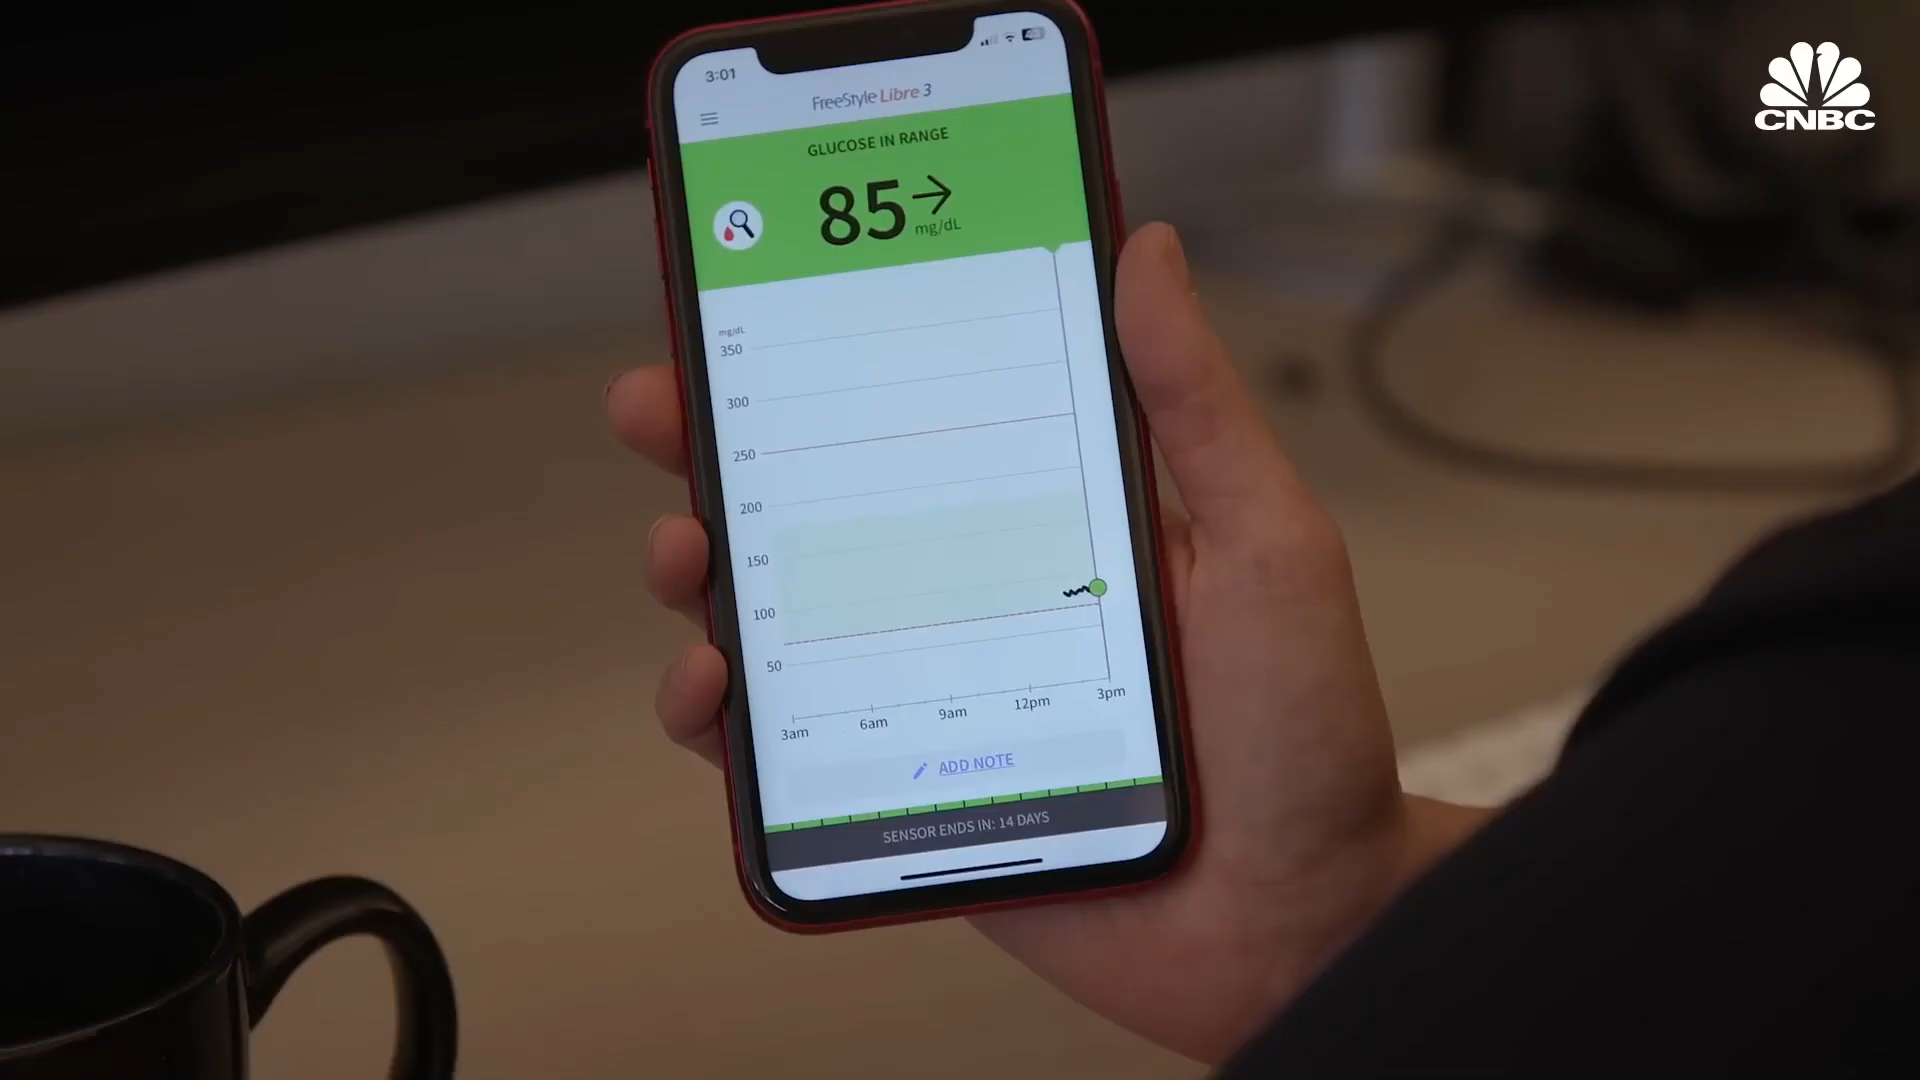 CNBC
3:01
FreeStyle Libre 3
GLUCOSE IN RANGE
85→
mg/dL
mg/dL
350
300
250
200
150
100
50
3am 6am 9am 12pm 3pm
ADD NOTE
SENSOR ENDS IN: 14 DAYS